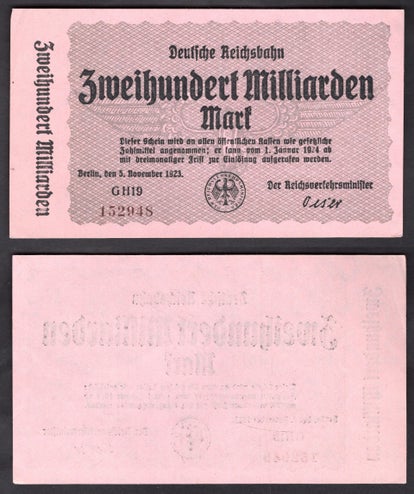 Zweihundert Milliarden
Deutsche Reichsbahn
Zweihundert Milliarden
Mark
Dieser Schein wird an allen öffentlichen Kassen wie gesetzliche
Zahlmittel angenommen; er kann vom 1. Januar 1924 ab
mit dreimonatiger Frist zur Einlösung aufgerufen werden.
Berlin, den 5. November 1923.
Der Reichsverkehrsminister
GH19
Oeser
152948